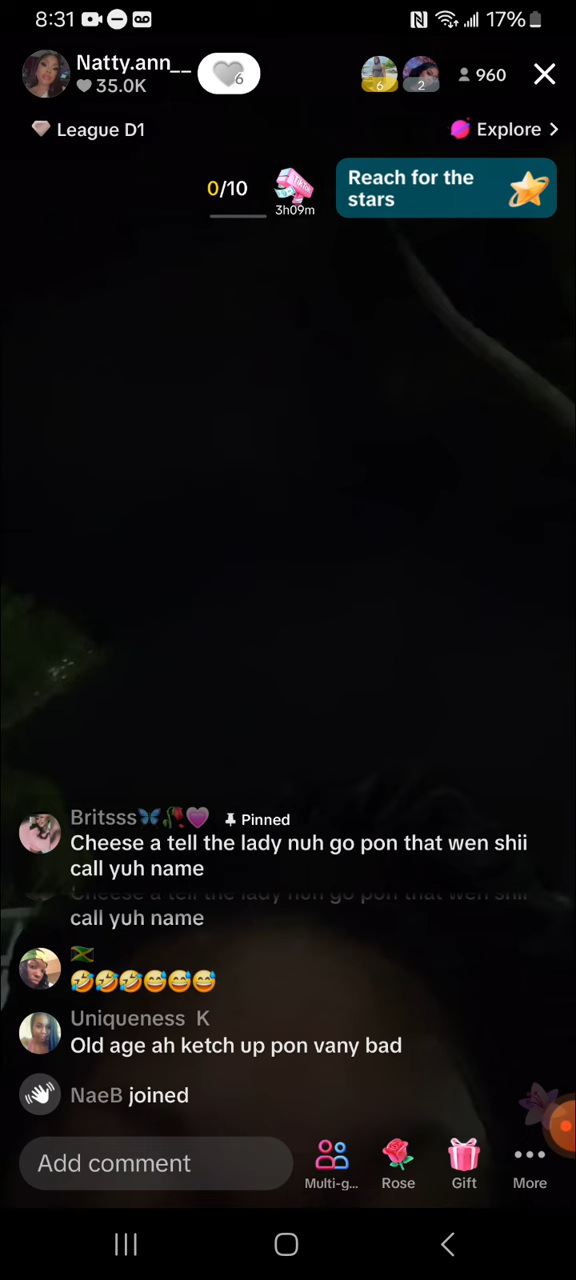 8:31
17%
Natty.ann__
35.0K
6
6
2
960
League D1
Explore >
0/10
3h09m
Reach for the
stars
Britsss🦋🥀💗 Pinned
Cheese a tell the lady nuh go pon that wen shii
call yuh name
Cheese a tell the lady nuh go pon that wen shii
call yuh name
🇯🇲
🤣🤣🤣😅😅😅
Uniqueness K
Old age ah ketch up pon vany bad
NaeB joined
Add comment
Multi-g...
Rose
Gift
More